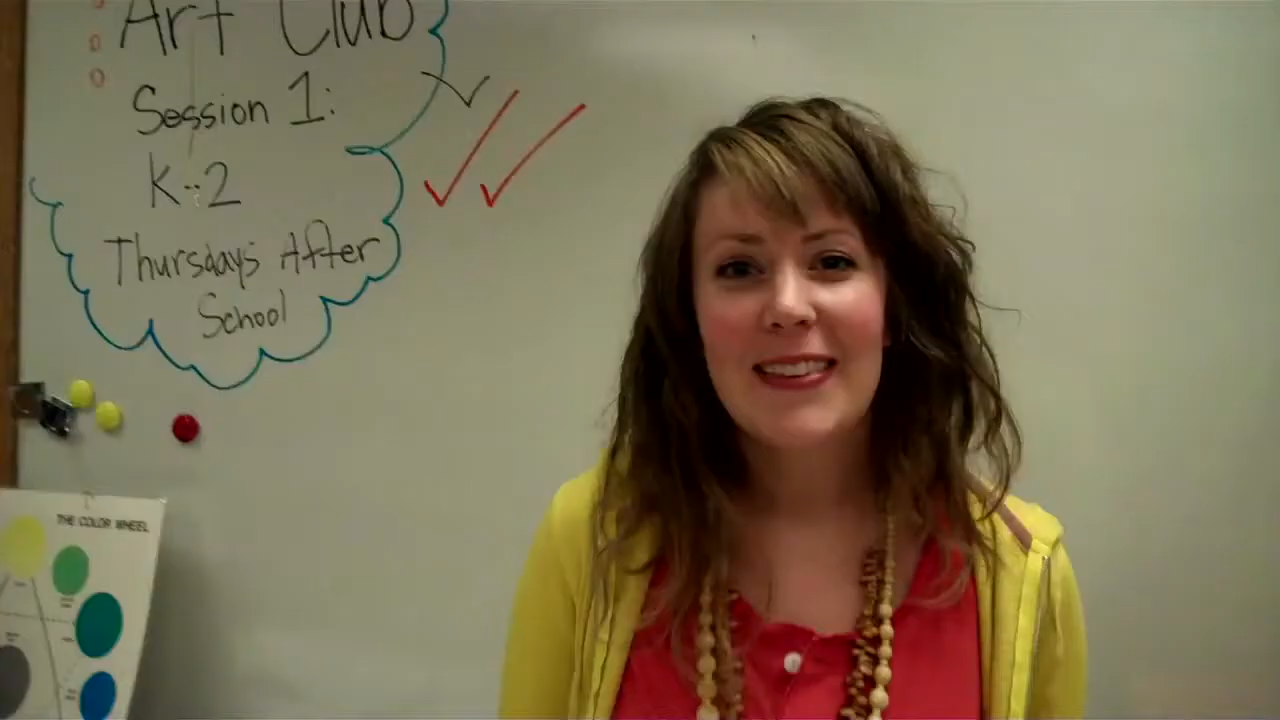 Art Club
Session 1:
K-2
Thursdays After
School
THE COLOR WHEEL